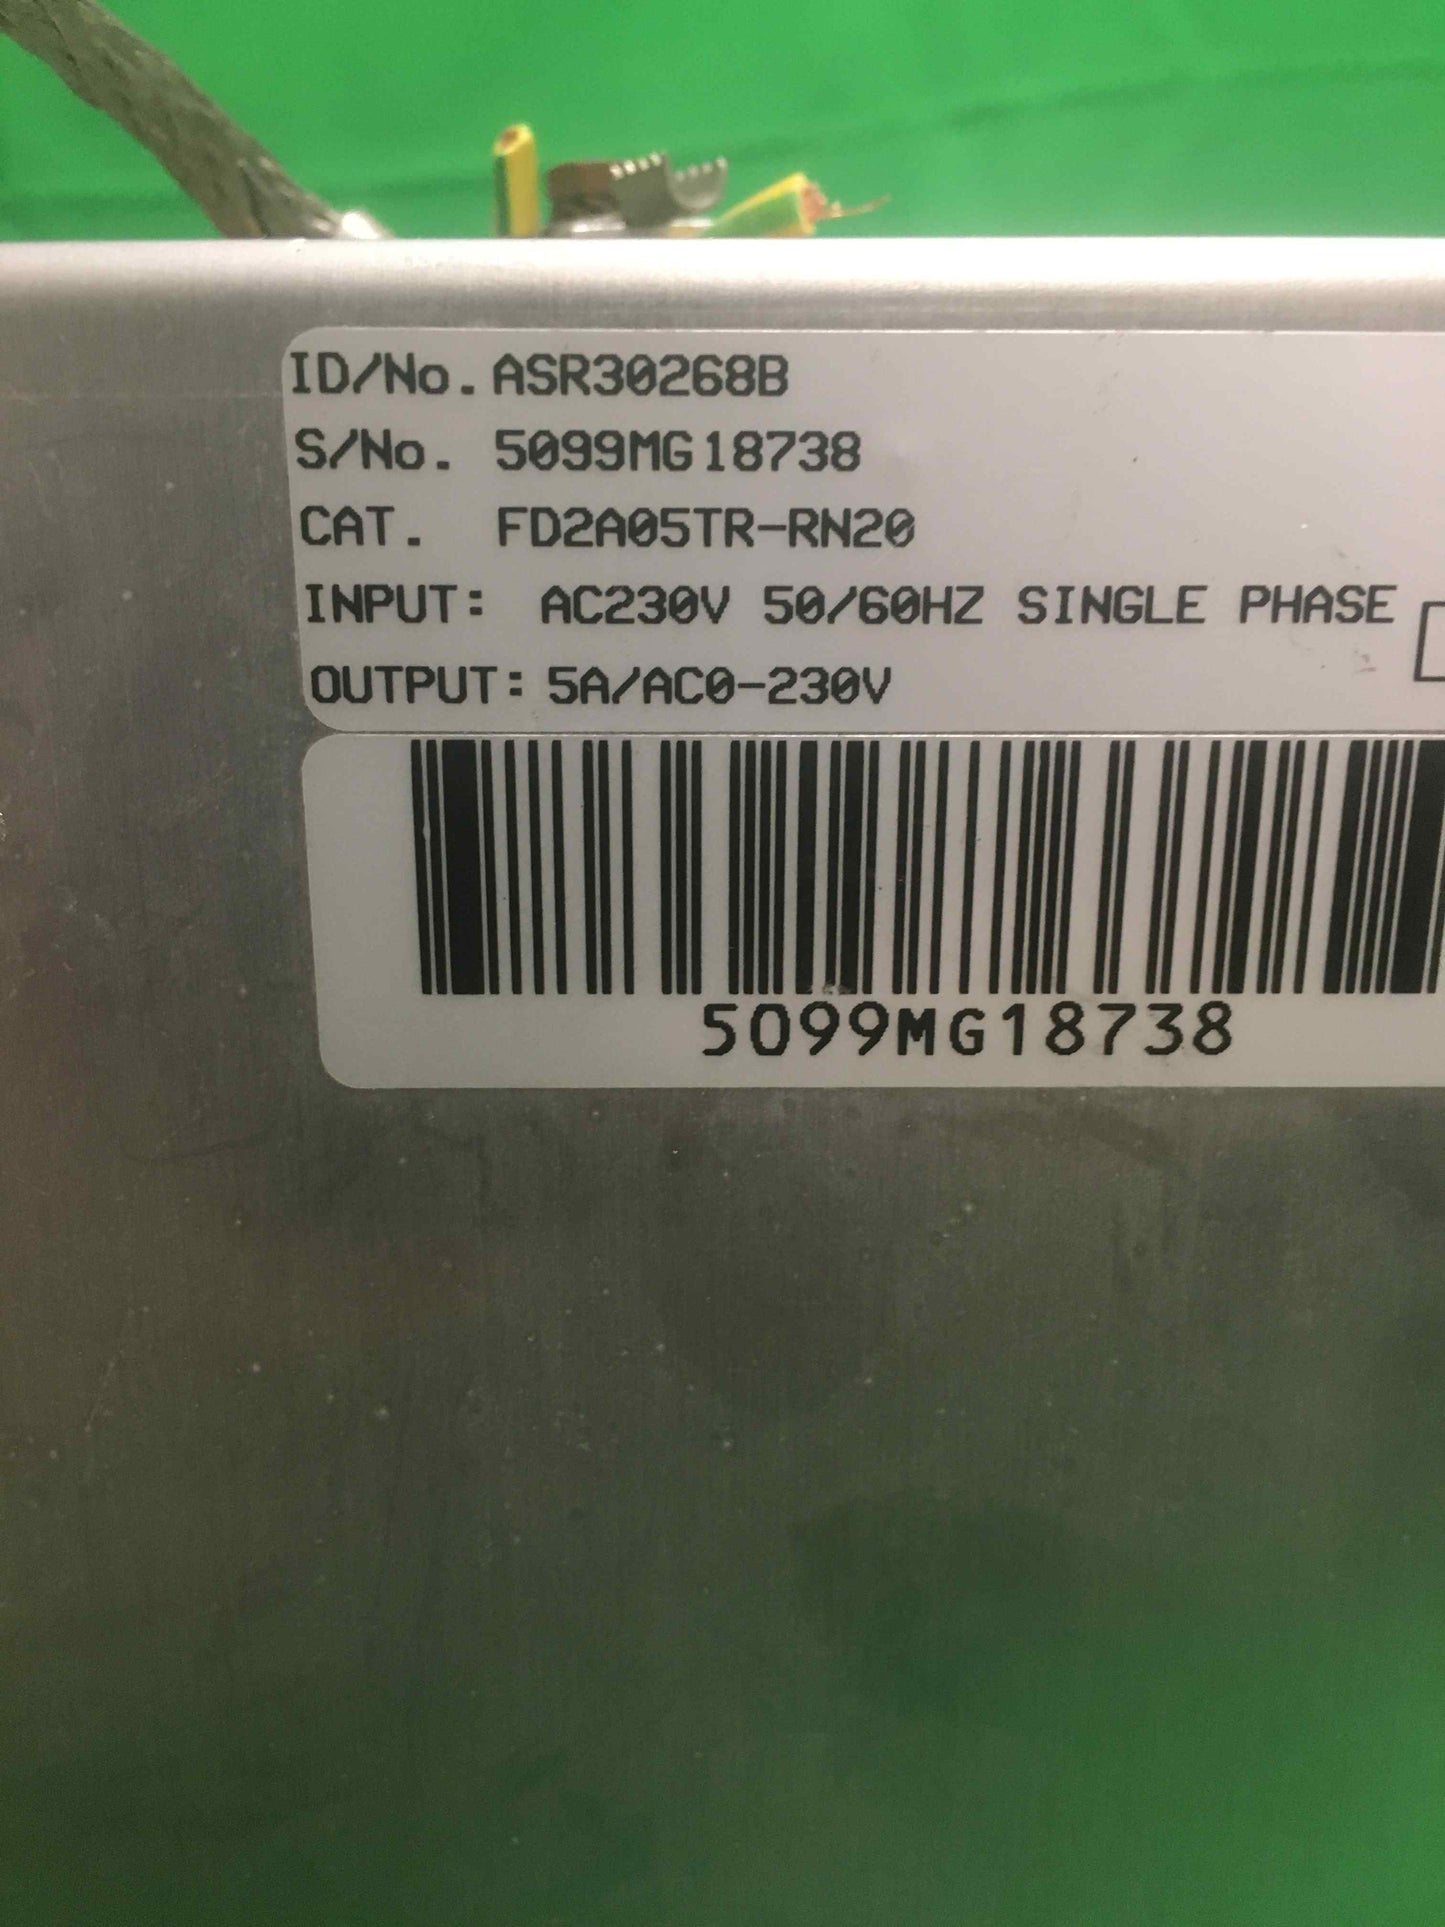 ID/No. ASR30268B
S/No. 5099MG18738
CAT. FD2A05TR-RN20
INPUT: AC230V 50/60HZ SINGLE PHASE
OUTPUT: 5A/AC0-230V
5099MG18738